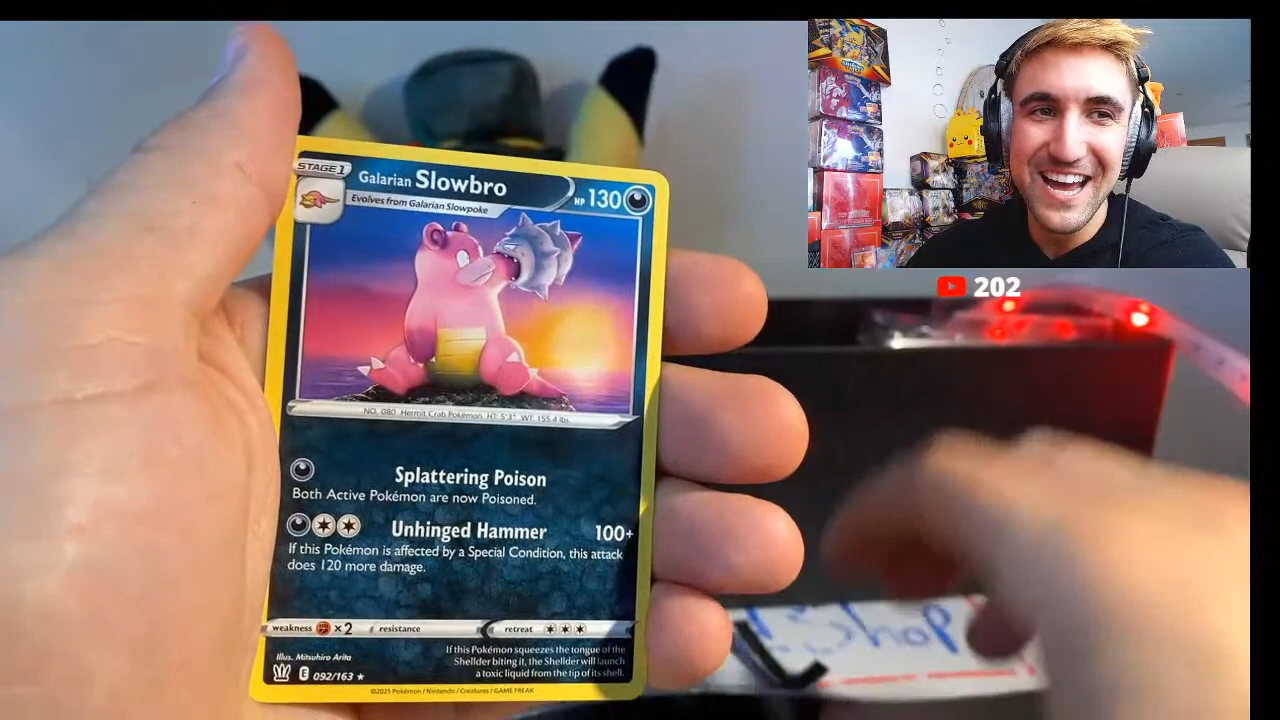 STAGE 1
Galarian Slowbro
HP 130
Evolves from Galarian Slowpoke
202
NO. 080 Hermit Crab Pokémon HT: 5'3" WT: 155.4 lbs.
Splattering Poison
Both Active Pokémon are now Poisoned.
Unhinged Hammer 100+
If this Pokémon is affected by a Special Condition, this attack
does 120 more damage.
weakness ×2 resistance retreat
Illus. Mitsuhiro Arita
If this Pokémon squeezes the tongue of the
Shellder biting it, the Shellder will launch
a toxic liquid from the tip of its shell.
E 092/163 ★
©2021 Pokémon / Nintendo / Creatures / GAME FREAK
Shop